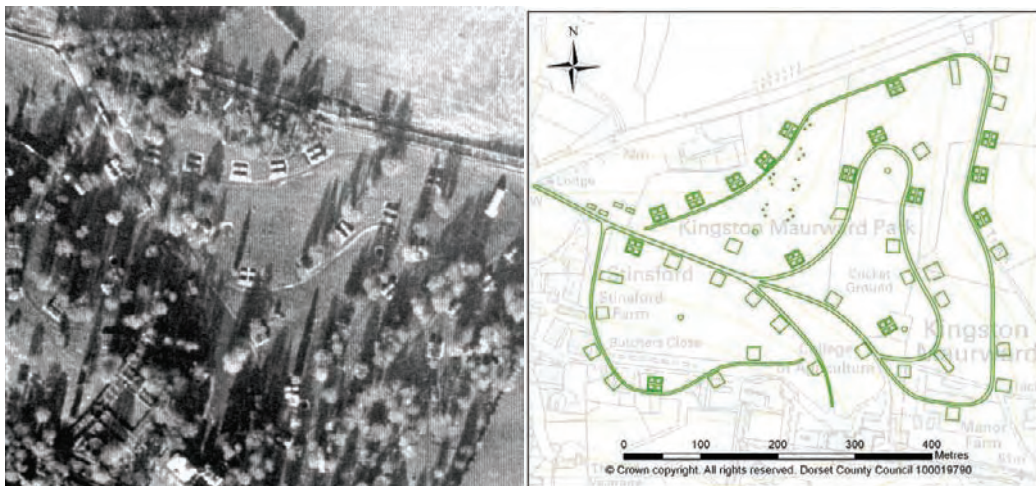 N
Lodge
Kingston Maurward Park
Stinsford
Stinsford
Farm
Cricket
Ground
Kingston
Maurward
Butchers Close
College
of Agriculture
Manor
Farm
0 100 200 300 400
Metres
© Crown copyright. All rights reserved. Dorset County Council 100019790